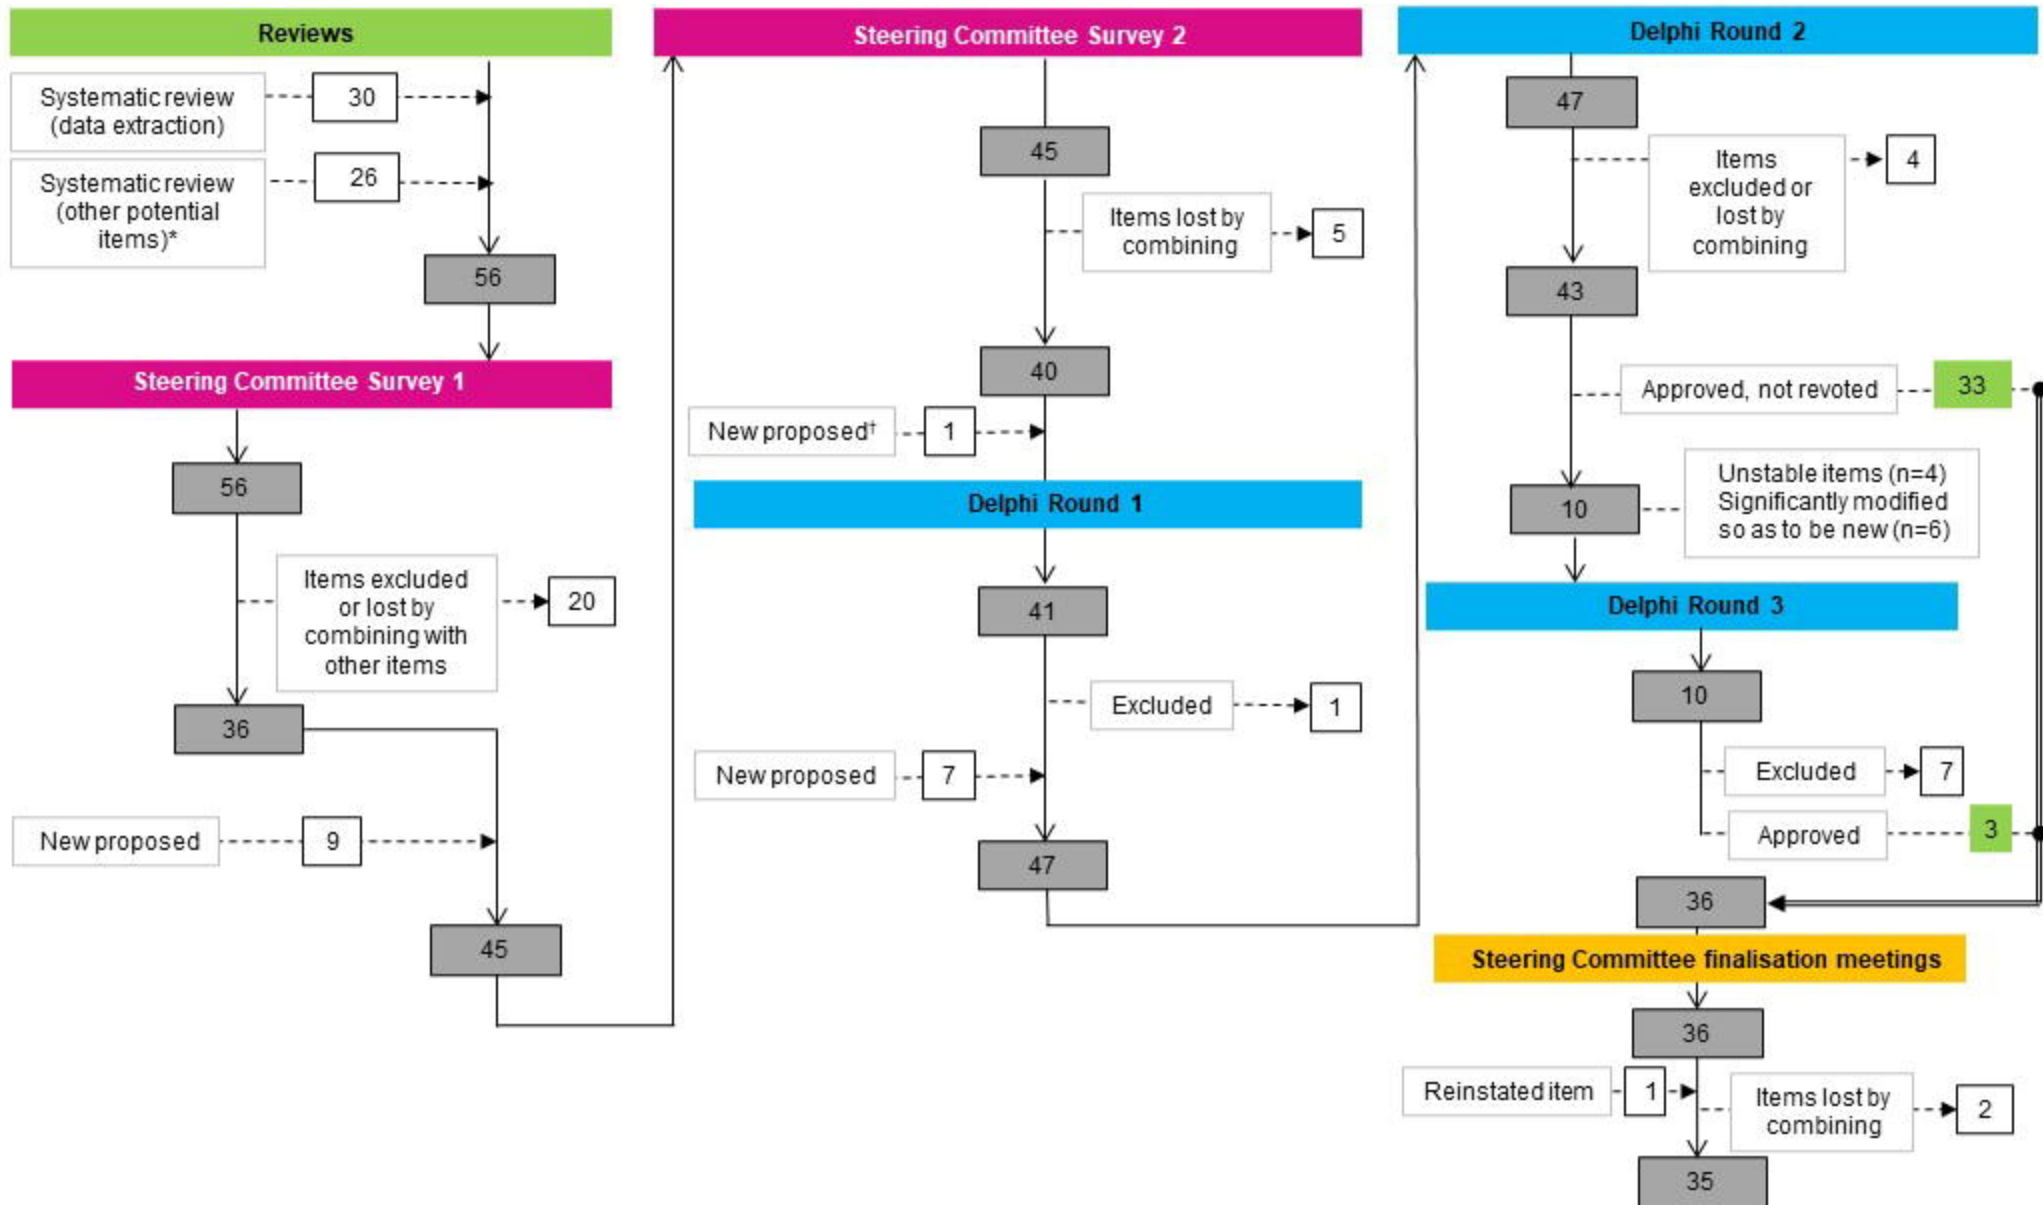 Reviews
Systematic review
(data extraction)
30
Systematic review
(other potential
items)*
26
56
Steering Committee Survey 1
56
Items excluded
or lost by
combining with
other items
20
36
New proposed
9
45
Steering Committee Survey 2
45
Items lost by
combining
5
40
New proposed†
1
Delphi Round 1
41
Excluded
1
New proposed
7
47
Delphi Round 2
47
Items
excluded or
lost by
combining
4
43
Approved, not revoted
33
10
Unstable items (n=4)
Significantly modified
so as to be new (n=6)
Delphi Round 3
10
Excluded
7
Approved
3
36
Steering Committee finalisation meetings
36
Reinstated item
1
Items lost by
combining
2
35